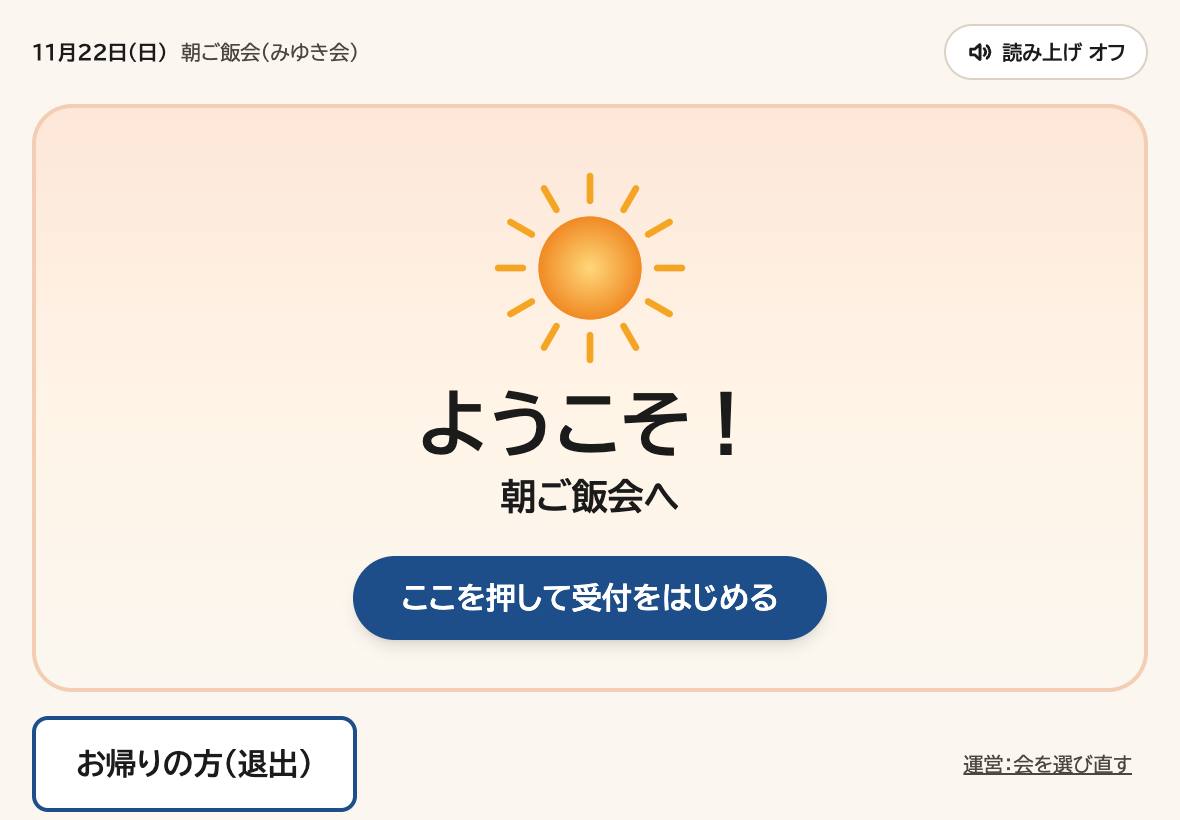 11月22日(日) 朝ご飯会(みゆき会)
読み上げ オフ
ようこそ！
朝ご飯会へ
ここを押して受付をはじめる
お帰りの方(退出)
運営：会を選び直す